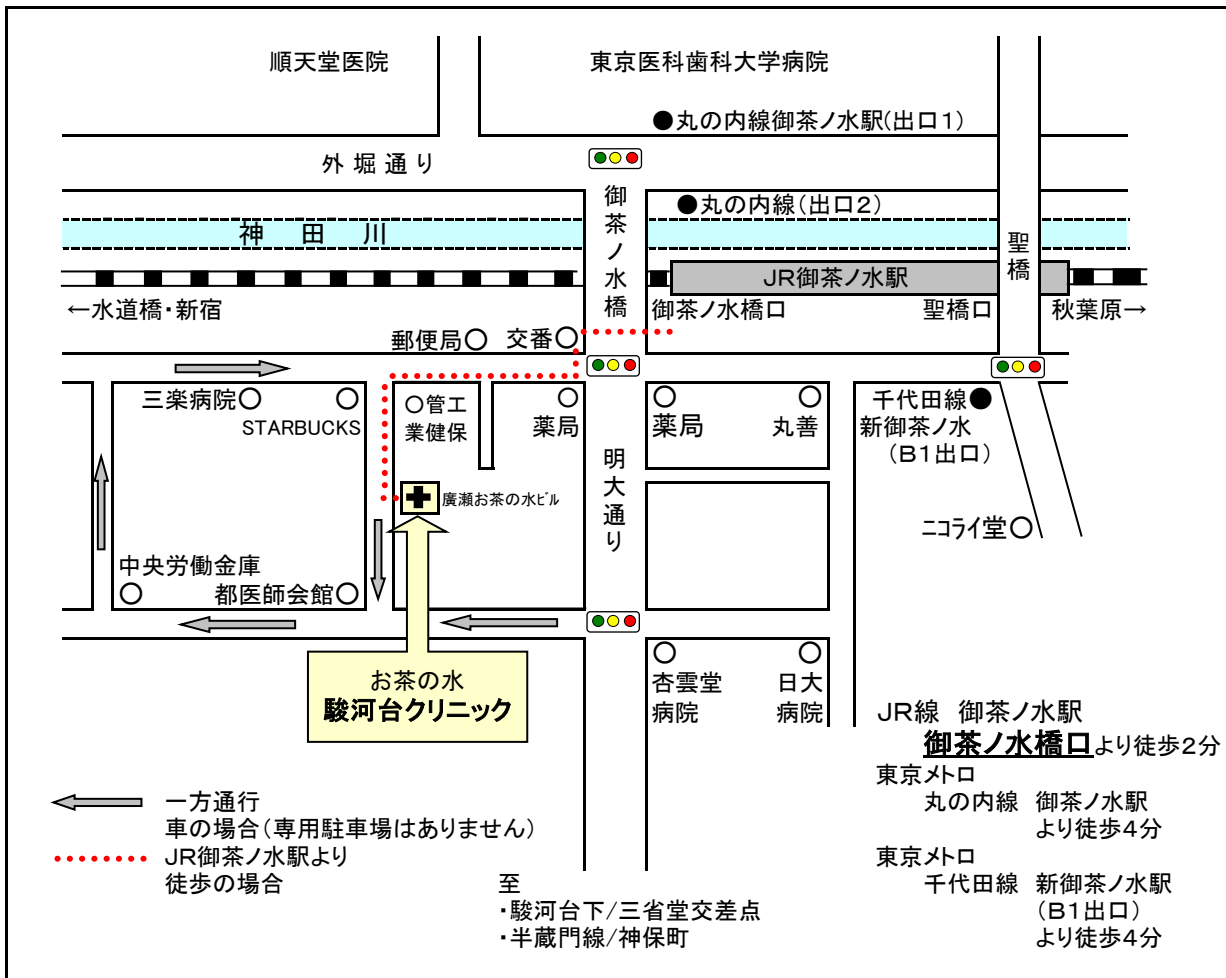 順天堂医院
東京医科歯科大学病院
●丸の内線御茶ノ水駅(出口1)
外堀通り
御茶ノ水橋
●丸の内線(出口2)
神田川
聖橋
JR御茶ノ水駅
←水道橋・新宿
御茶ノ水橋口
聖橋口
秋葉原→
郵便局○
交番○
三楽病院○
STARBUCKS
○管工
業健保
薬局
薬局
丸善
千代田線●
新御茶ノ水
(B1出口)
明大通り
廣瀬お茶の水ビル
ニコライ堂○
中央労働金庫
都医師会館○
お茶の水
駿河台クリニック
杏雲堂
病院
日大
病院
JR線 御茶ノ水駅
御茶ノ水橋口より徒歩2分
東京メトロ
丸の内線 御茶ノ水駅
より徒歩4分
東京メトロ
千代田線 新御茶ノ水駅
(B1出口)
より徒歩4分
一方通行
車の場合(専用駐車場はありません)
JR御茶ノ水駅より
徒歩の場合
至
・駿河台下/三省堂交差点
・半蔵門線/神保町